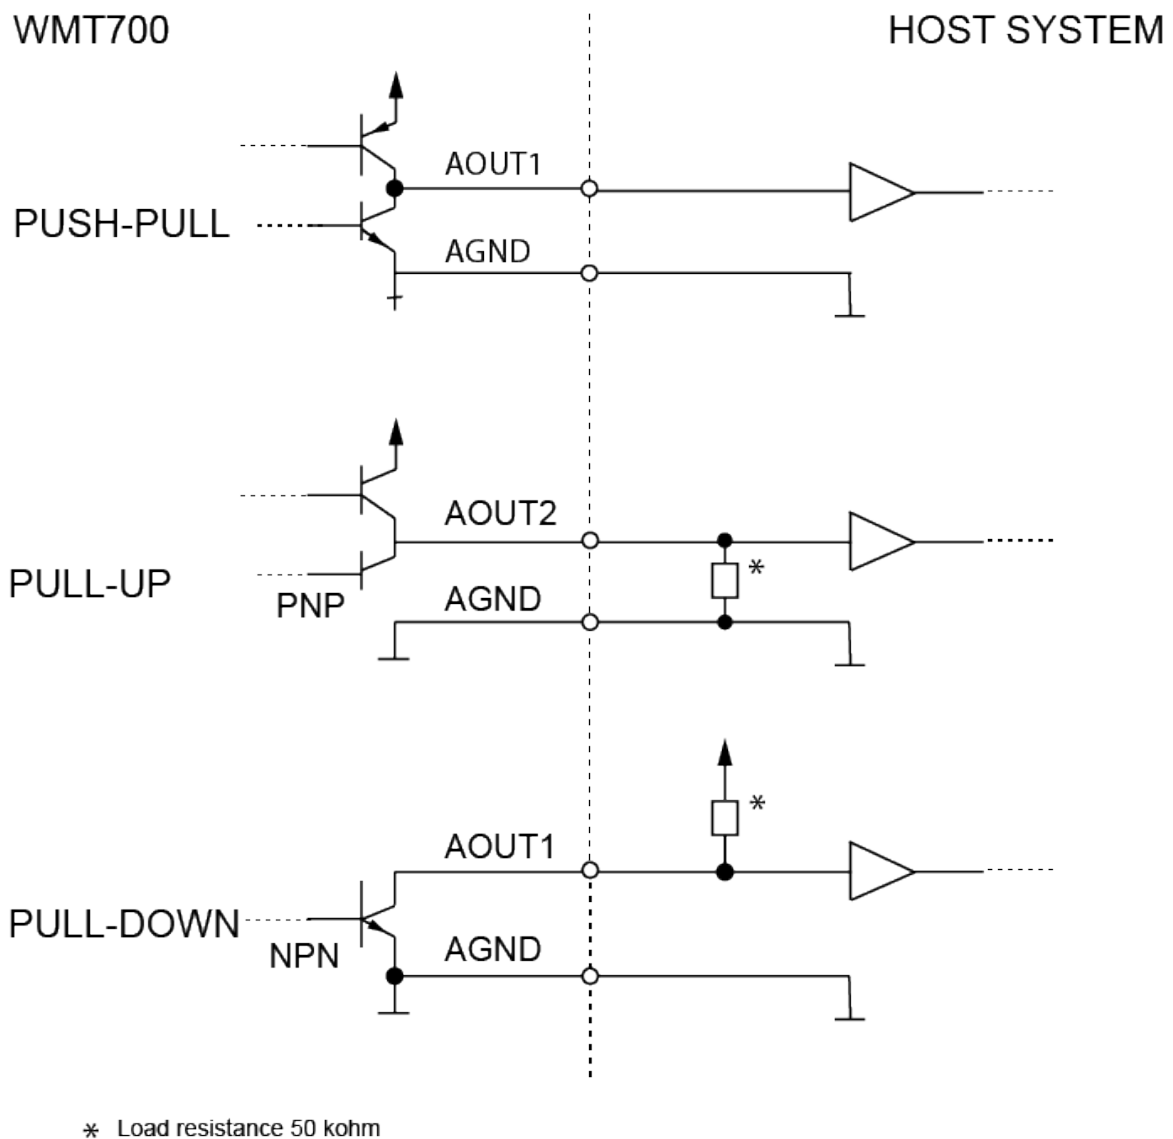 WMT700
HOST SYSTEM
AOUT1
PUSH-PULL
AGND
AOUT2
*
PULL-UP
PNP
AGND
*
AOUT1
PULL-DOWN
NPN
AGND
* Load resistance 50 kohm